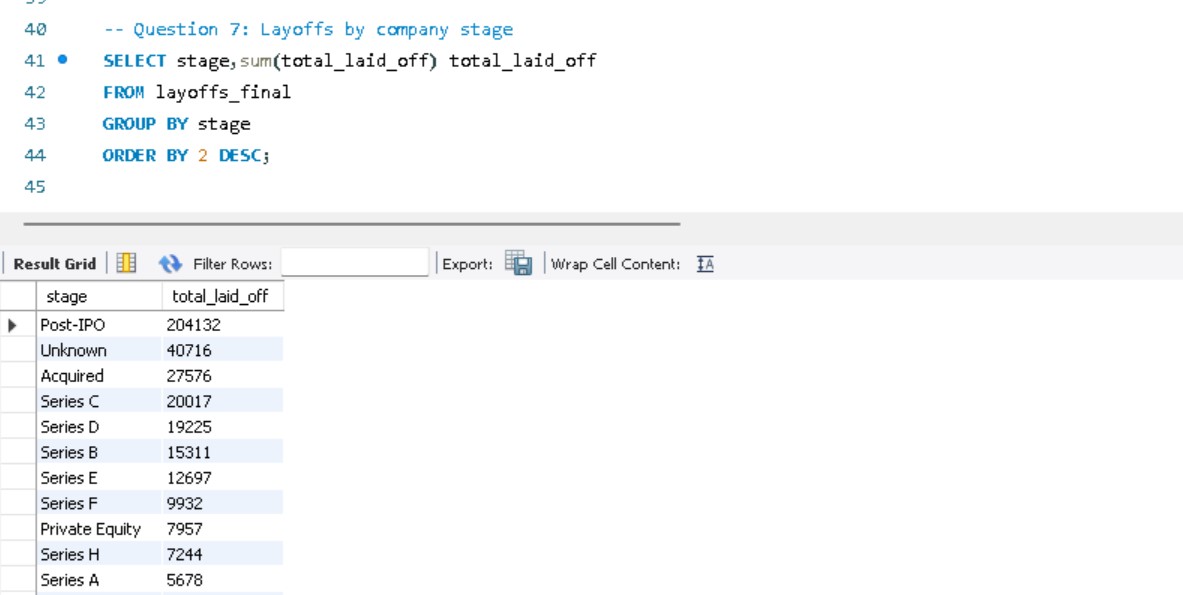 40 -- Question 7: Layoffs by company stage
41 SELECT stage,sum(total_laid_off) total_laid_off
42 FROM layoffs_final
43 GROUP BY stage
44 ORDER BY 2 DESC;
45
Result Grid Filter Rows: Export: Wrap Cell Content: IA
stage total_laid_off
Post-IPO 204132
Unknown 40716
Acquired 27576
Series C 20017
Series D 19225
Series B 15311
Series E 12697
Series F 9932
Private Equity 7957
Series H 7244
Series A 5678